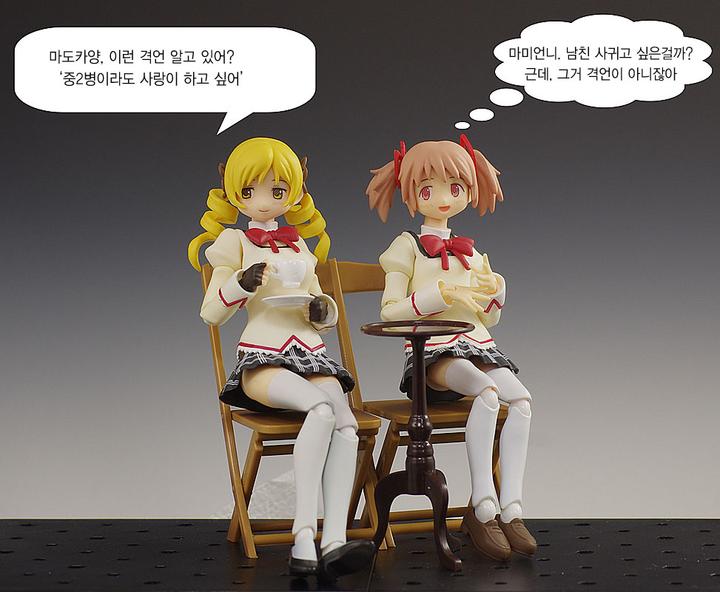 마도카양, 이런 격언 알고 있어?
‘중2병이라도 사랑이 하고 싶어’
마미언니. 남친 사귀고 싶은걸까?
근데, 그거 격언이 아니잖아